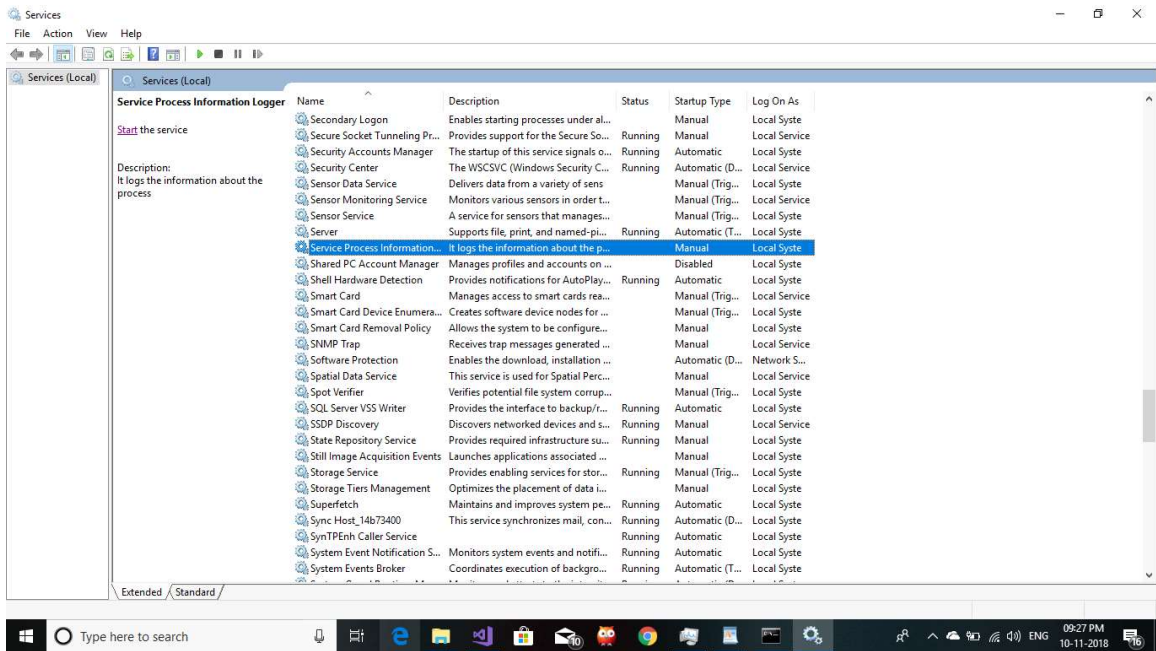 Services
File Action View Help
Services (Local)
Services (Local)
Service Process Information Logger
Start the service
Description:
It logs the information about the
process
Name Description Status Startup Type Log On As
Secondary Logon Enables starting processes under al... Manual Local Syste
Secure Socket Tunneling Pr... Provides support for the Secure So... Running Manual Local Service
Security Accounts Manager The startup of this service signals o... Running Automatic Local Syste
Security Center The WSCSVC (Windows Security C... Running Automatic (D... Local Service
Sensor Data Service Delivers data from a variety of sens Manual (Trig... Local Syste
Sensor Monitoring Service Monitors various sensors in order t... Manual (Trig... Local Service
Sensor Service A service for sensors that manages... Manual (Trig... Local Syste
Server Supports file, print, and named-pi... Running Automatic (T... Local Syste
Service Process Information... It logs the information about the p... Manual Local Syste
Shared PC Account Manager Manages profiles and accounts on ... Disabled Local Syste
Shell Hardware Detection Provides notifications for AutoPlay... Running Automatic Local Syste
Smart Card Manages access to smart cards rea... Manual (Trig... Local Service
Smart Card Device Enumera... Creates software device nodes for ... Manual (Trig... Local Syste
Smart Card Removal Policy Allows the system to be configure... Manual Local Syste
SNMP Trap Receives trap messages generated ... Manual Local Service
Software Protection Enables the download, installation ... Automatic (D... Network S...
Spatial Data Service This service is used for Spatial Perc... Manual Local Service
Spot Verifier Verifies potential file system corrup... Manual (Trig... Local Syste
SQL Server VSS Writer Provides the interface to backup/r... Running Automatic Local Syste
SSDP Discovery Discovers networked devices and s... Running Manual Local Service
State Repository Service Provides required infrastructure su... Running Manual Local Syste
Still Image Acquisition Events Launches applications associated ... Manual Local Syste
Storage Service Provides enabling services for stor... Running Manual (Trig... Local Syste
Storage Tiers Management Optimizes the placement of data i... Manual Local Syste
Superfetch Maintains and improves system pe... Running Automatic Local Syste
Sync Host_14b73400 This service synchronizes mail, con... Running Automatic (D... Local Syste
SynTPEnh Caller Service Running Automatic Local Syste
System Event Notification S... Monitors system events and notifi... Running Automatic Local Syste
System Events Broker Coordinates execution of backgro... Running Automatic (T... Local Syste
Extended Standard
Type here to search 10 ENG 09:27 PM
10-11-2018 16